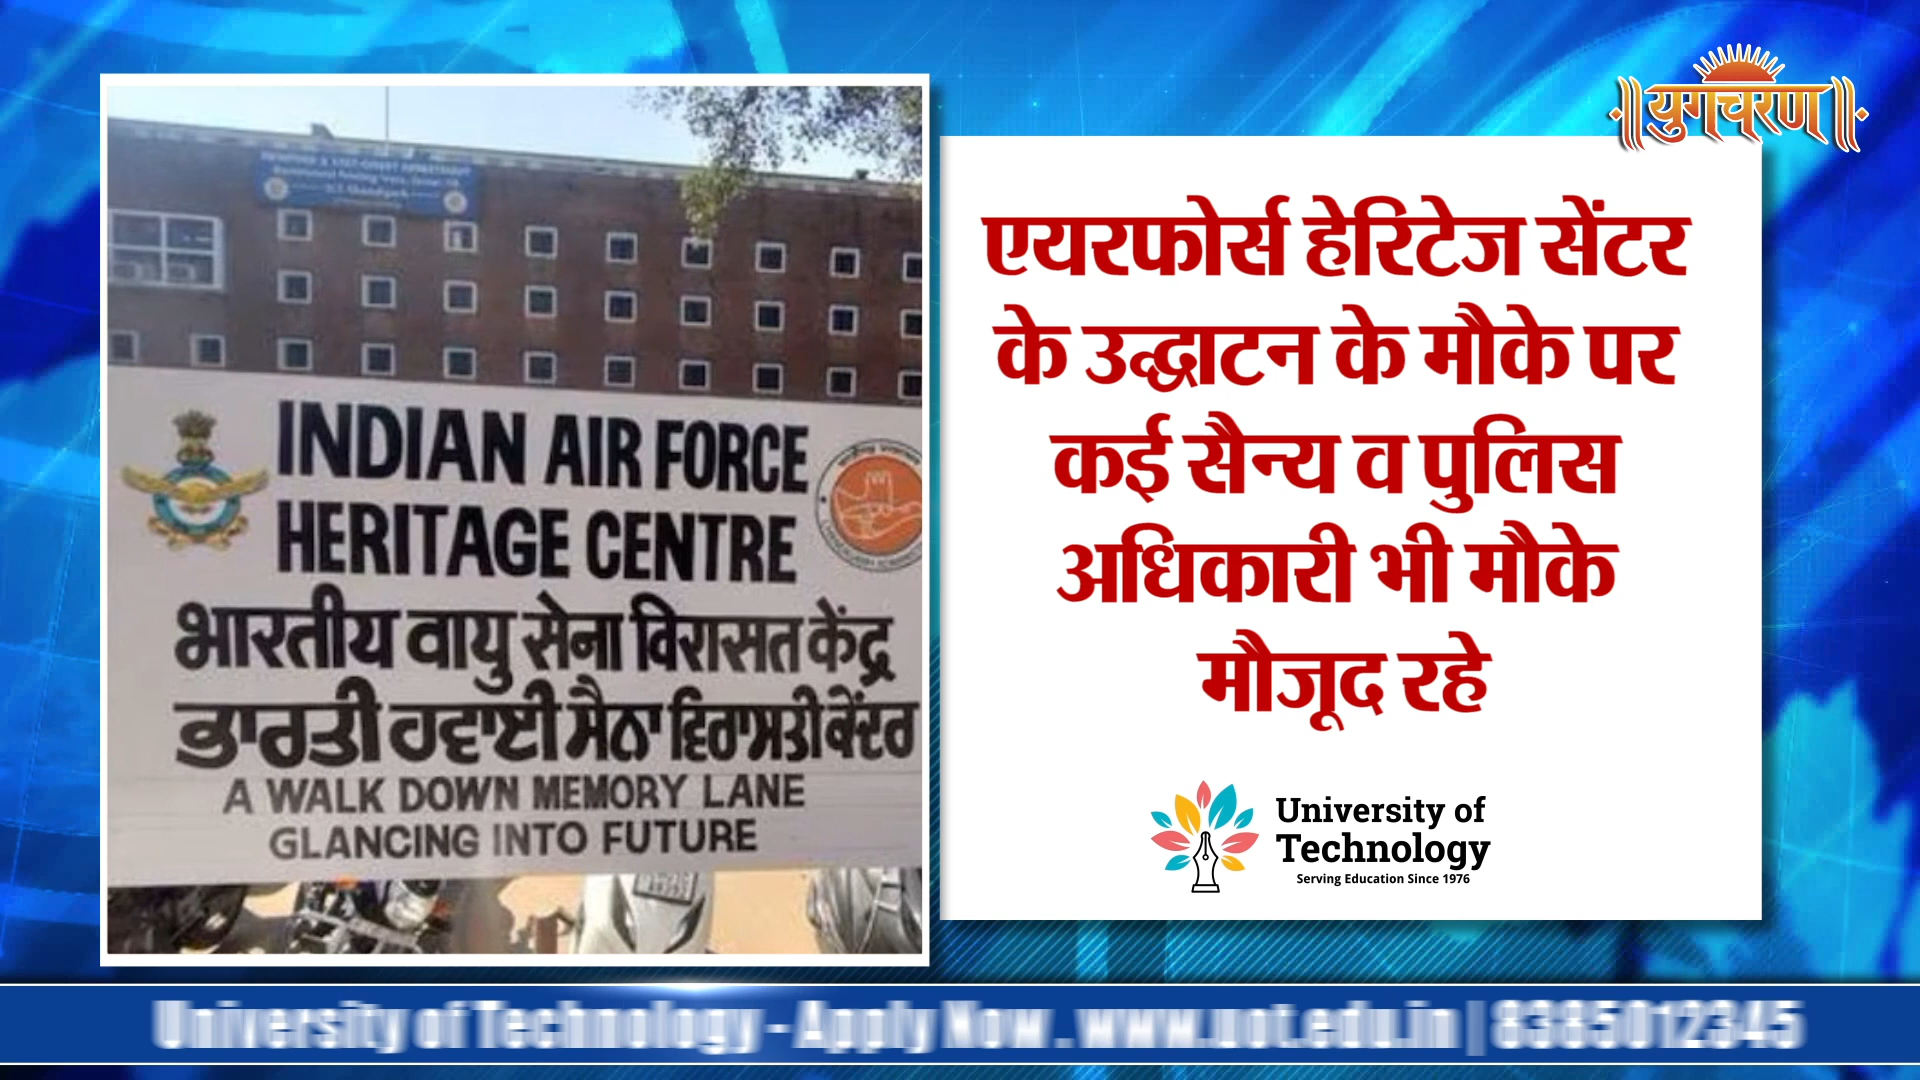 युगचरण
INDIAN AIR FORCE
HERITAGE CENTRE
भारतीय वायु सेना विरासत केंद्र
ਭਾਰਤੀ ਹਵਾਈ ਸੈਨਾ ਵਿਰਾਸਤੀ ਕੇਂਦਰ
A WALK DOWN MEMORY LANE
GLANCING INTO FUTURE
एयरफोर्स हेरिटेज सेंटर
के उद्घाटन के मौके पर
कई सैन्य व पुलिस
अधिकारी भी मौके
मौजूद रहे
University of
Technology
Serving Education Since 1976
University of Technology - Apply Now . www.uot.edu.in | 8385012345